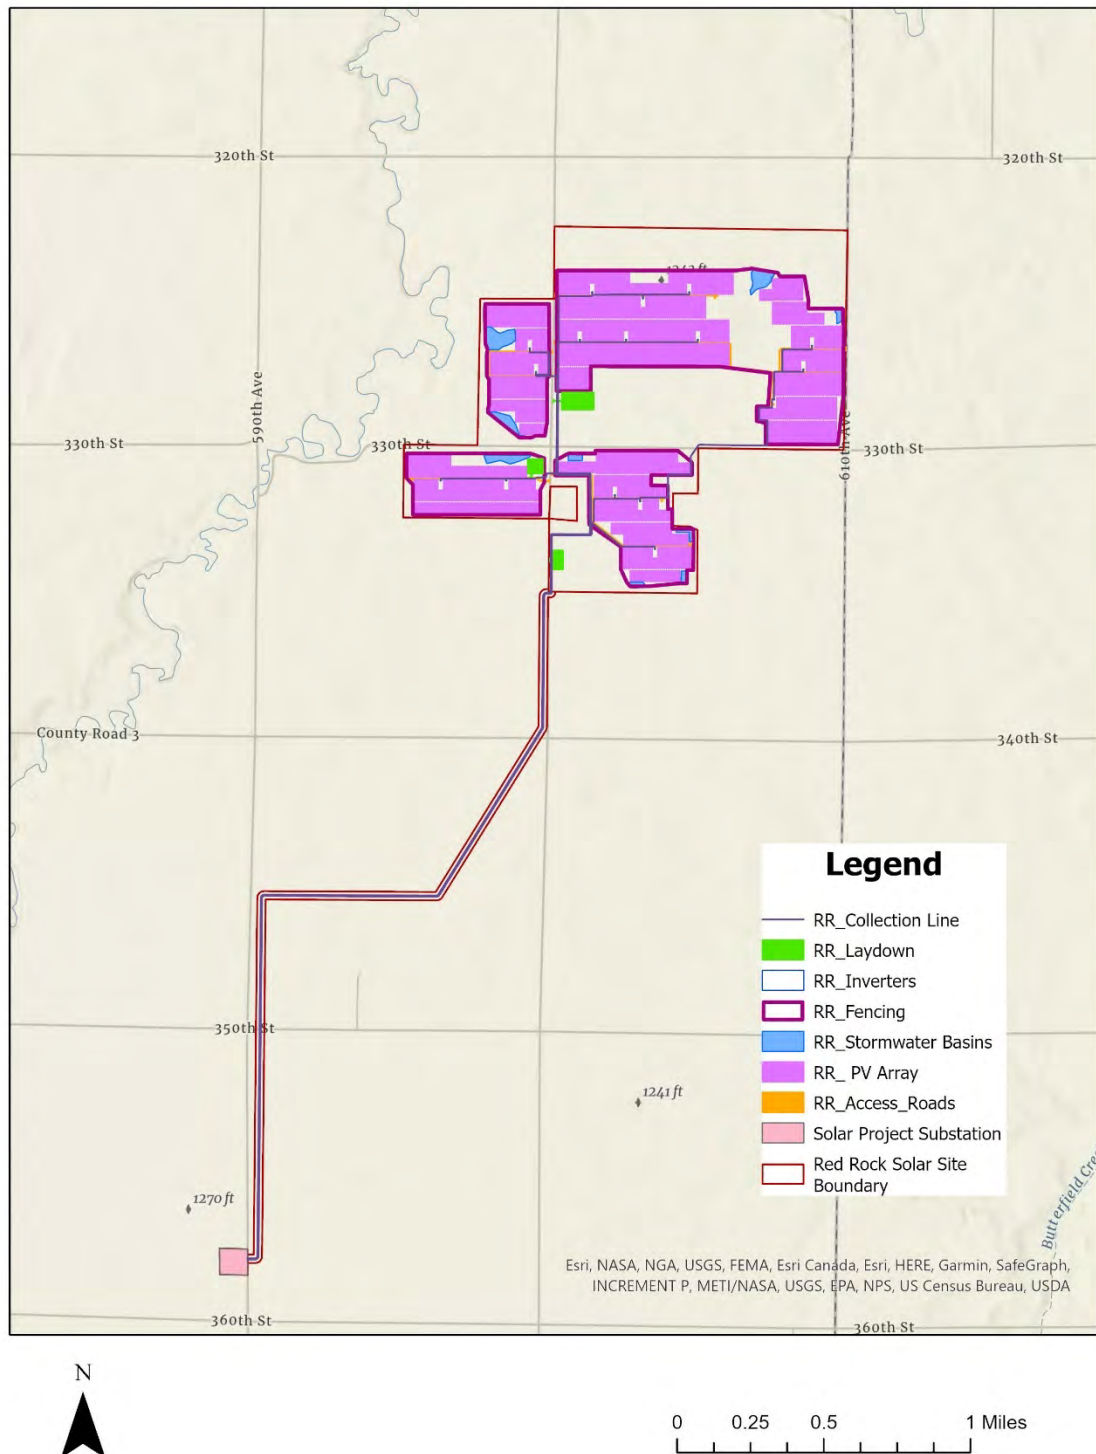 320th St
320th St
590th Ave
330th St
330th St
330th St
610th Ave
County Road 3
340th St
Legend
RR_Collection Line
RR_Laydown
RR_Inverters
RR_Fencing
RR_Stormwater Basins
RR_ PV Array
RR_Access_Roads
Solar Project Substation
Red Rock Solar Site
Boundary
350th St
1241 ft
1270 ft
Butterfield
Esri, NASA, NGA, USGS, FEMA, Esri Canada, Esri, HERE, Garmin, SafeGraph,
INCREMENT P, METI/NASA, USGS, EPA, NPS, US Census Bureau, USDA
360th St
360th St
N
0 0.25 0.5 1 Miles